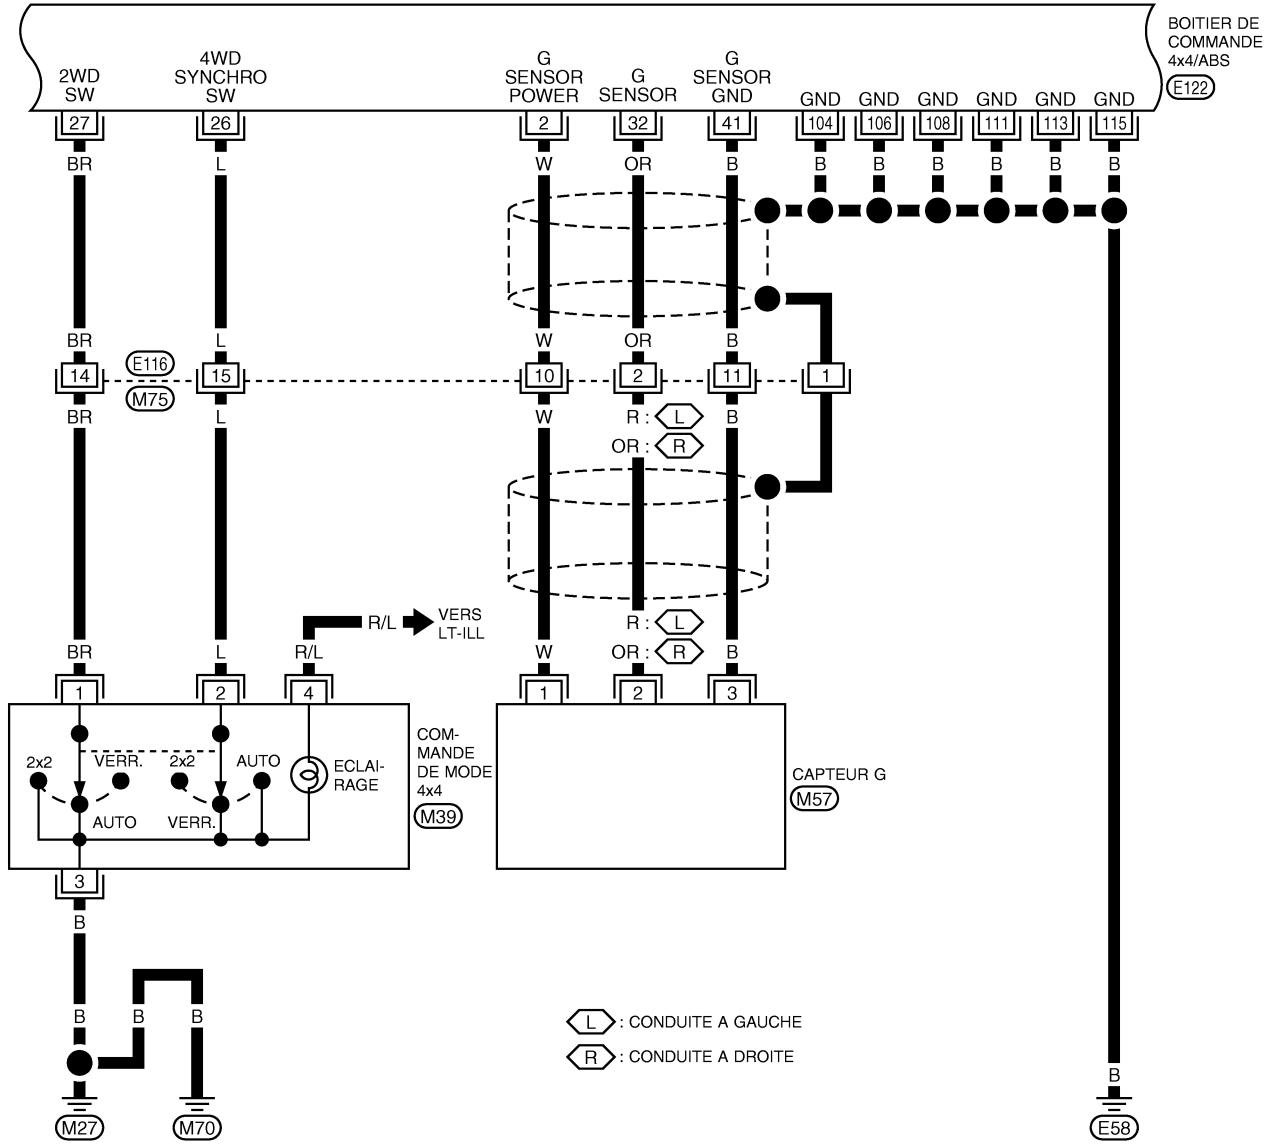 BOITIER DE
COMMANDE
4x4/ABS
E122
2WD
SW
4WD
SYNCHRO
SW
G
SENSOR
POWER
G
SENSOR
G
SENSOR
GND
GND GND GND GND GND GND
27 26 2 32 41 104 106 108 111 113 115
BR L W OR B B B B B B B
BR L W OR B
E116
14 15 10 2 11 1
M75
BR L W R : L B
OR : R
R : L
OR : R
BR L W B
R/L
R/L
VERS
LT-ILL
1 2 4 1 2 3
2x2 VERR. 2x2 AUTO
AUTO VERR.
ECLAI-
RAGE
COM-
MANDE
DE MODE
4x4
M39
CAPTEUR G
M57
3
B
B B B
L : CONDUITE A GAUCHE
R : CONDUITE A DROITE
B
M27 M70 E58